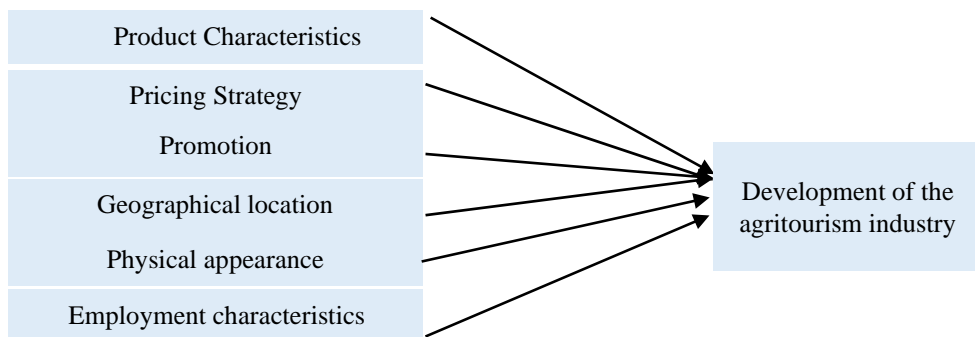 Product Characteristics
Pricing Strategy
Promotion
Geographical location
Physical appearance
Employment characteristics
Development of the
agritourism industry